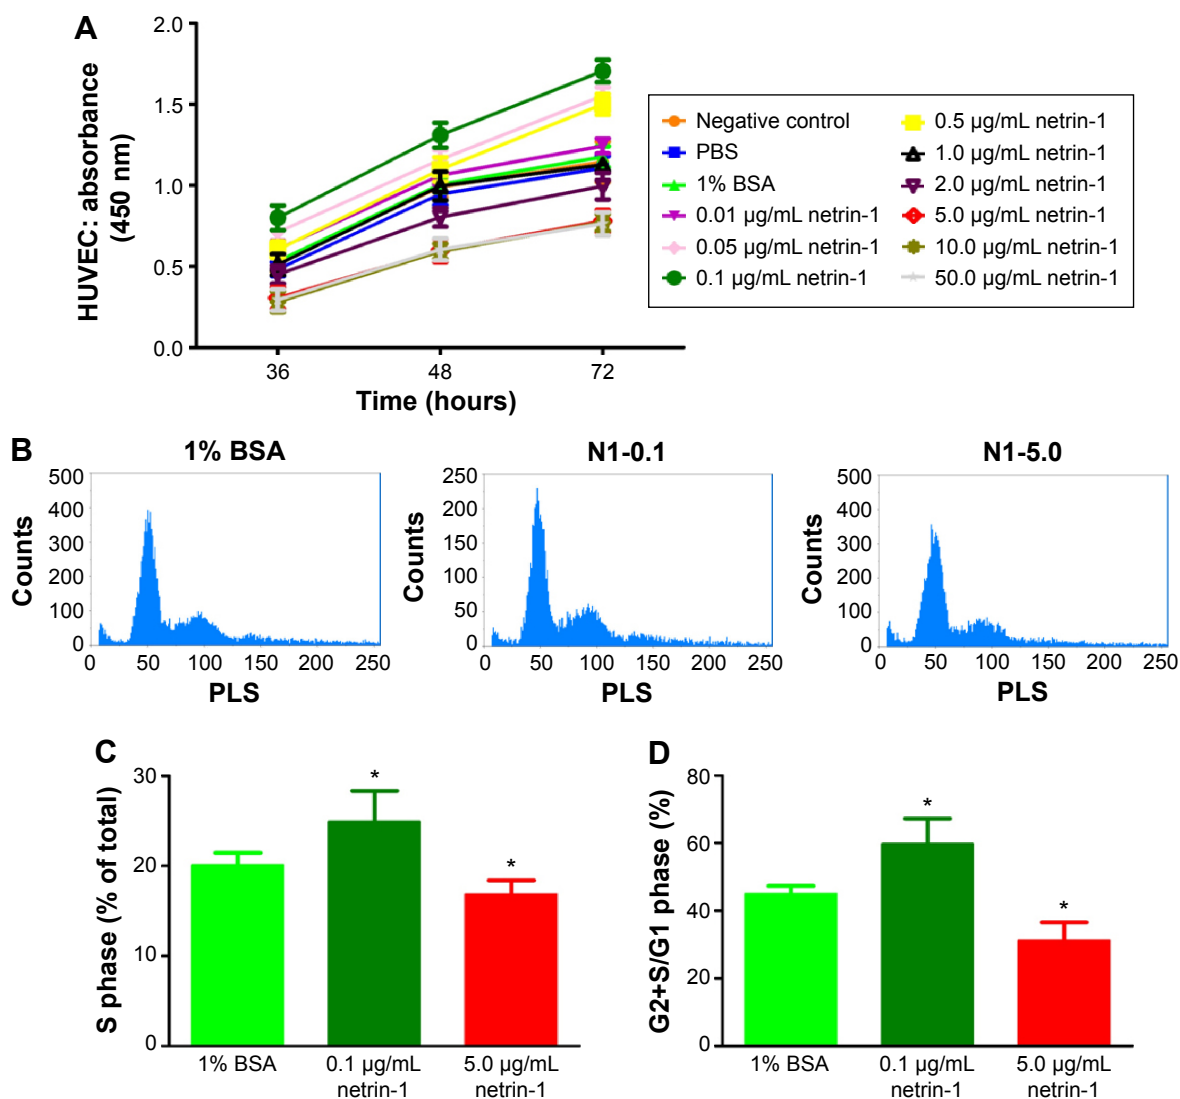 A
HUVEC: absorbance
(450 nm)
2.0
1.5
1.0
0.5
0.0
36
48
72
Time (hours)
Negative control
PBS
1% BSA
0.01 µg/mL netrin-1
0.05 µg/mL netrin-1
0.1 µg/mL netrin-1
0.5 µg/mL netrin-1
1.0 µg/mL netrin-1
2.0 µg/mL netrin-1
5.0 µg/mL netrin-1
10.0 µg/mL netrin-1
50.0 µg/mL netrin-1
B
1% BSA
Counts
500
400
300
200
100
0
0 50 100 150 200 250
PLS
N1-0.1
Counts
250
200
150
100
50
0
0 50 100 150 200 250
PLS
N1-5.0
Counts
500
400
300
200
100
0
0 50 100 150 200 250
PLS
C
S phase (% of total)
30
20
10
0
*
*
1% BSA
0.1 µg/mL
netrin-1
5.0 µg/mL
netrin-1
D
G2+S/G1 phase (%)
80
60
40
20
0
*
*
1% BSA
0.1 µg/mL
netrin-1
5.0 µg/mL
netrin-1